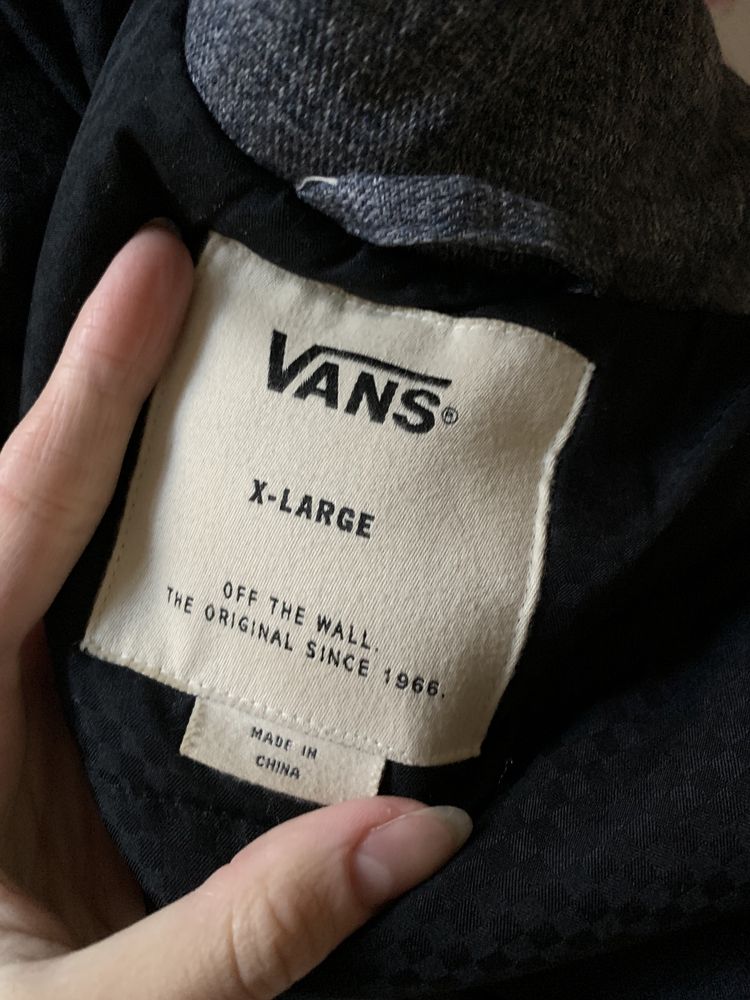 VANS®
X-LARGE
OFF THE WALL.
THE ORIGINAL SINCE 1966.
MADE IN
CHINA